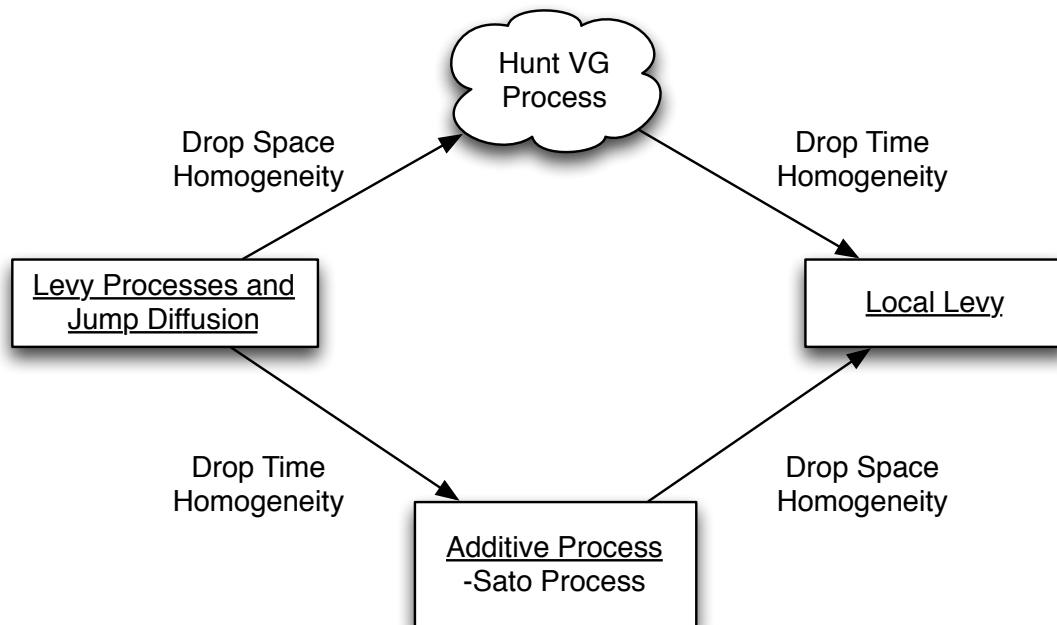 Hunt VG
Process
Drop Space
Homogeneity
Drop Time
Homogeneity
Levy Processes and
Jump Diffusion
Local Levy
Drop Time
Homogeneity
Drop Space
Homogeneity
Additive Process
-Sato Process